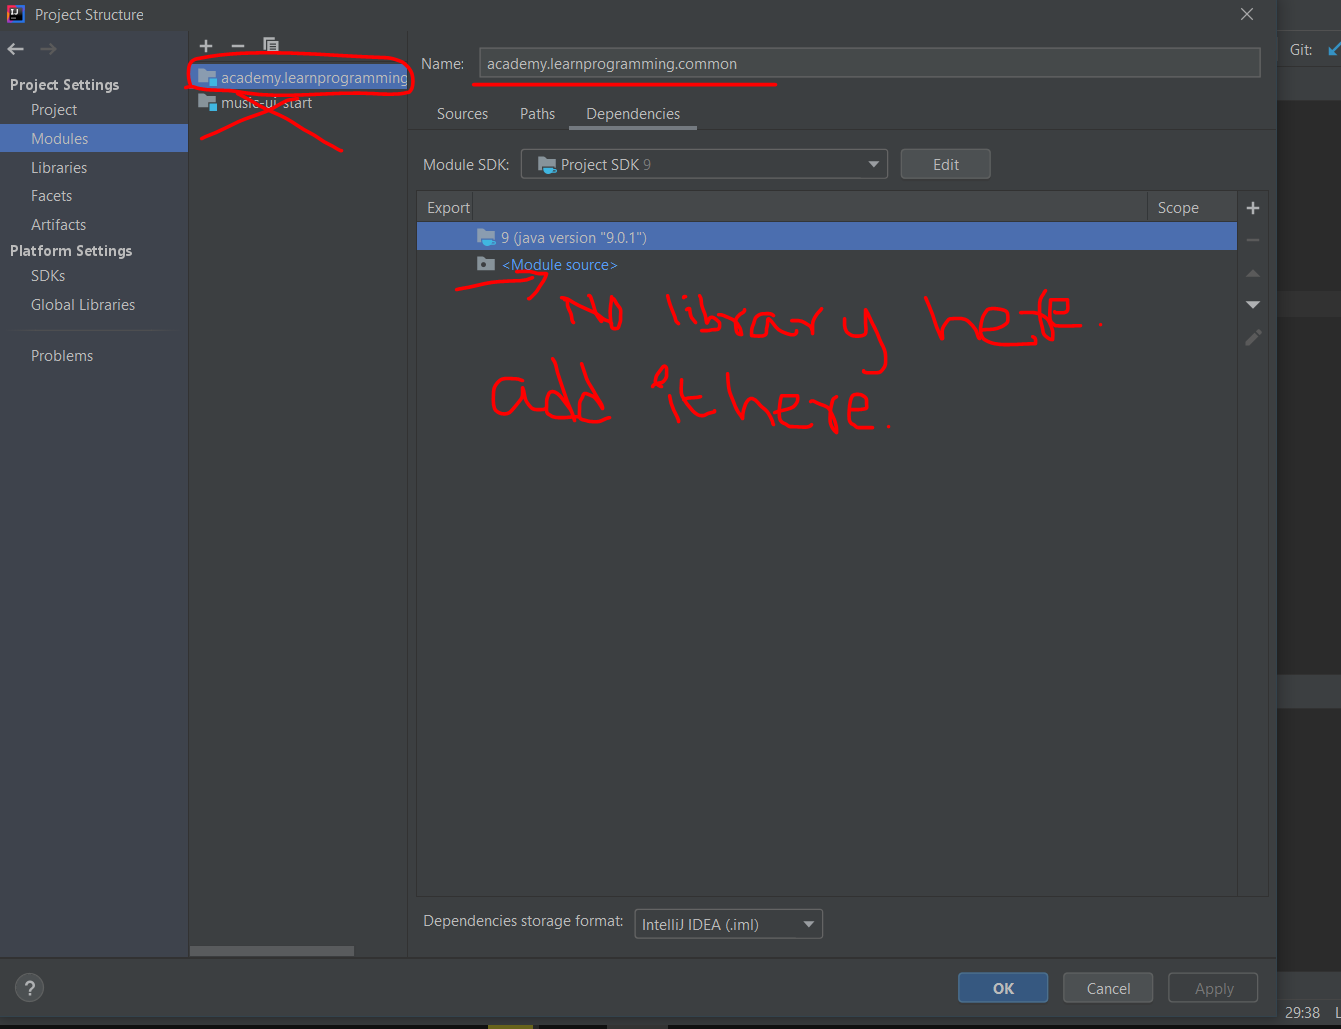 Project Structure
Git:
Project Settings
Project
Modules
Libraries
Facets
Artifacts
Platform Settings
SDKs
Global Libraries
Problems
academy.learnprogramming
music-ui-start
Name: academy.learnprogramming.common
Sources Paths Dependencies
Module SDK: Project SDK 9 Edit
Export Scope
9 (java version "9.0.1")
<Module source>
No library here.
add it here.
Dependencies storage format: IntelliJ IDEA (.iml)
? OK Cancel Apply
29:38 L